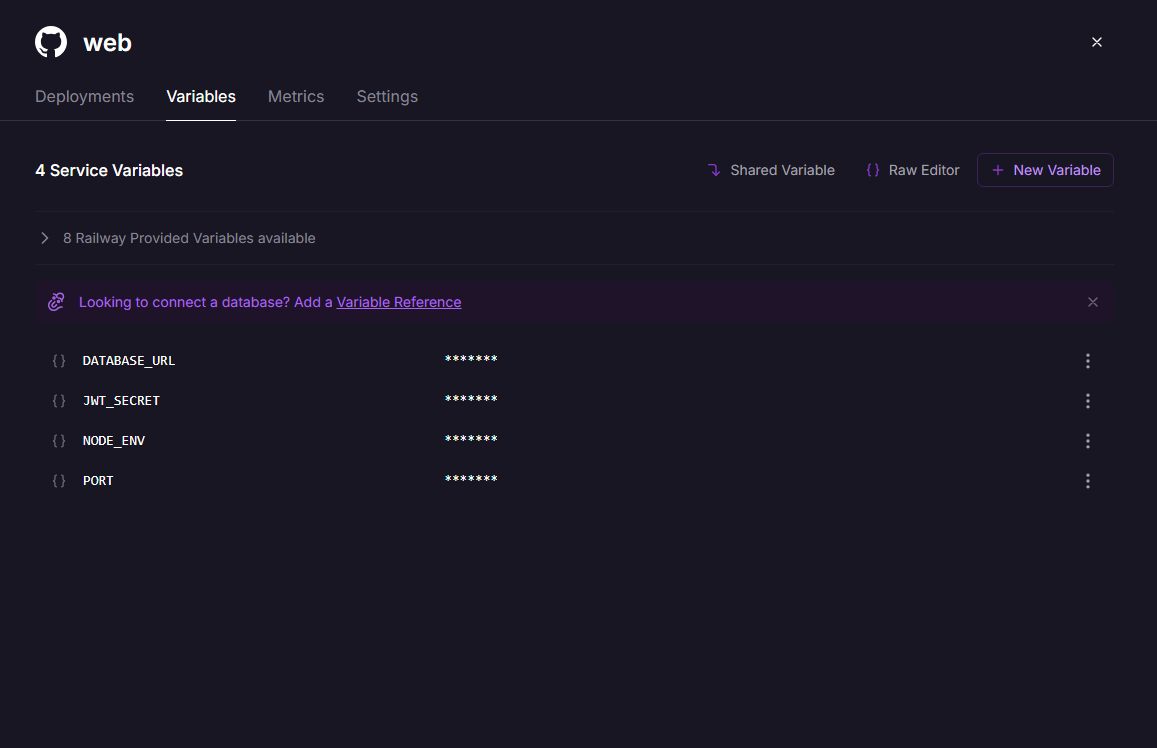 web
Deployments Variables Metrics Settings
4 Service Variables Shared Variable {} Raw Editor + New Variable
8 Railway Provided Variables available
Looking to connect a database? Add a Variable Reference
{} DATABASE_URL *******
{} JWT_SECRET *******
{} NODE_ENV *******
{} PORT *******